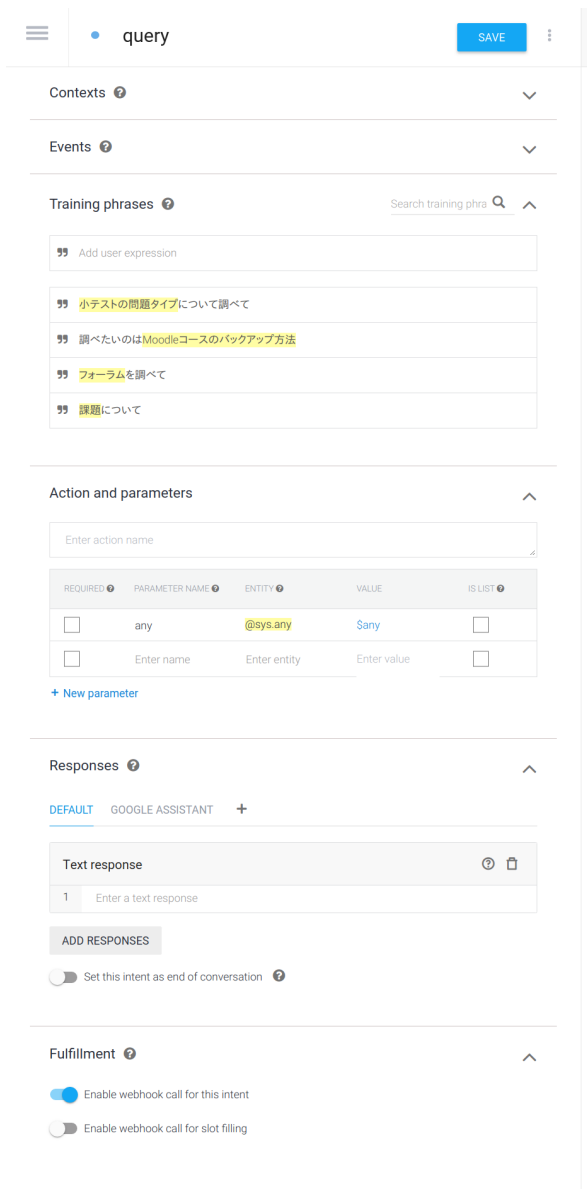 query
SAVE
Contexts
Events
Training phrases
Search training phra
Add user expression
小テストの問題タイプについて調べて
調べたいのはMoodleコースのバックアップ方法
フォーラムを調べて
課題について
Action and parameters
Enter action name
REQUIRED PARAMETER NAME ENTITY VALUE IS LIST
any @sys.any $any
Enter name Enter entity Enter value
+ New parameter
Responses
DEFAULT GOOGLE ASSISTANT +
Text response
1 Enter a text response
ADD RESPONSES
Set this intent as end of conversation
Fulfillment
Enable webhook call for this intent
Enable webhook call for slot filling